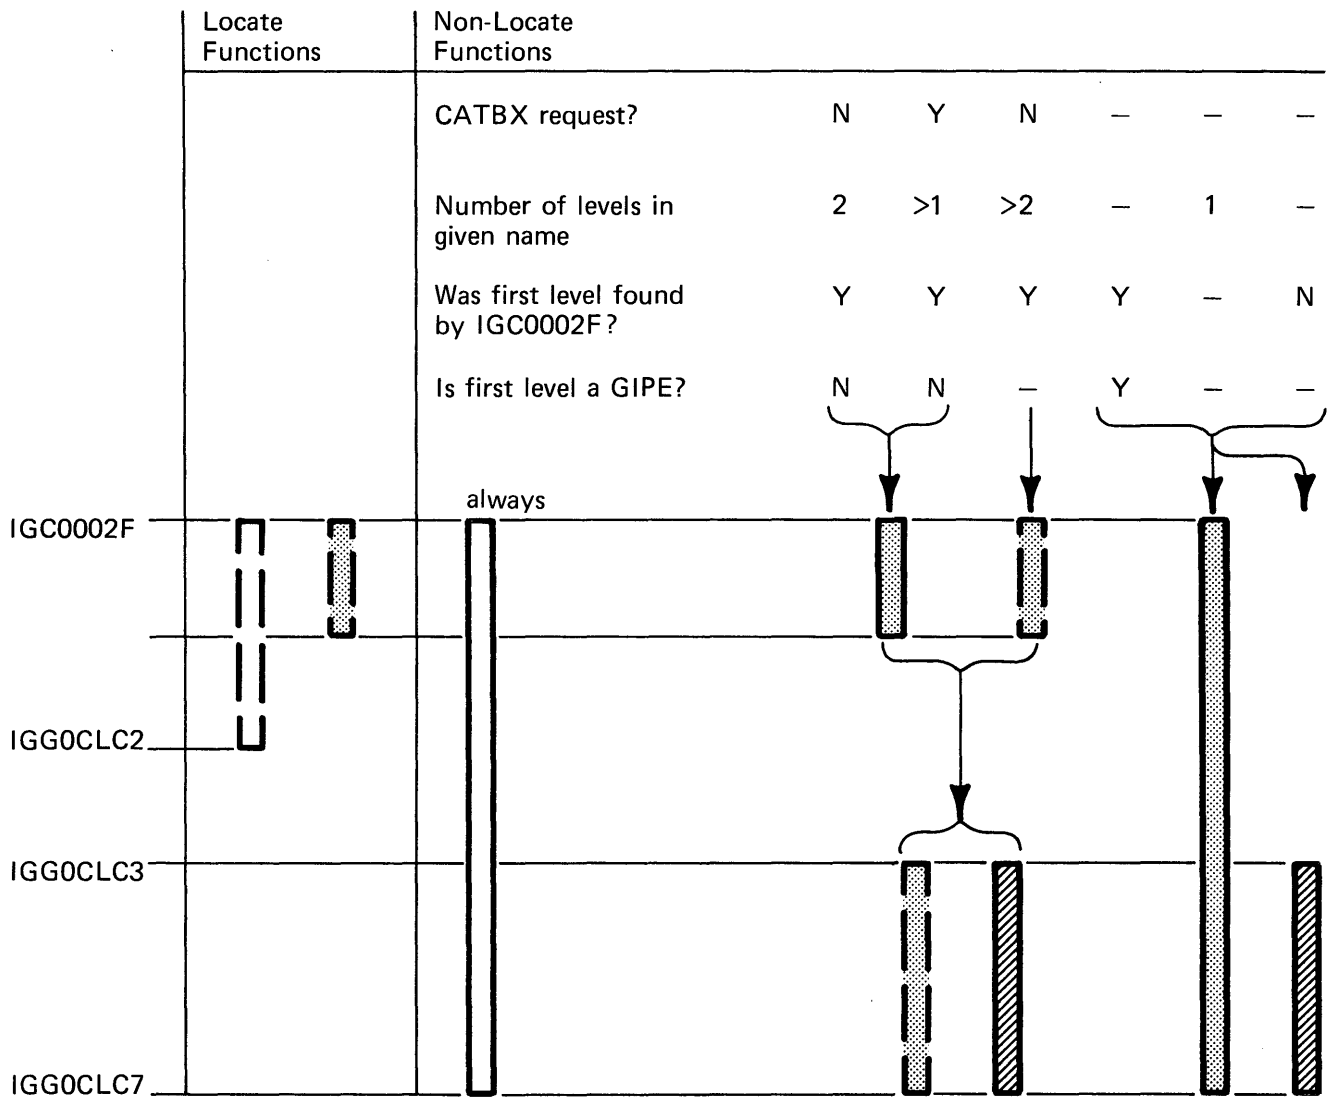 Locate
Functions
Non-Locate
Functions
CATBX request? N Y N – – –
Number of levels in
given name 2 >1 >2 – 1 –
Was first level found
by IGC0002F? Y Y Y Y – N
Is first level a GIPE? N N – Y – –
always
IGC0002F
IGG0CLC2
IGG0CLC3
IGG0CLC7